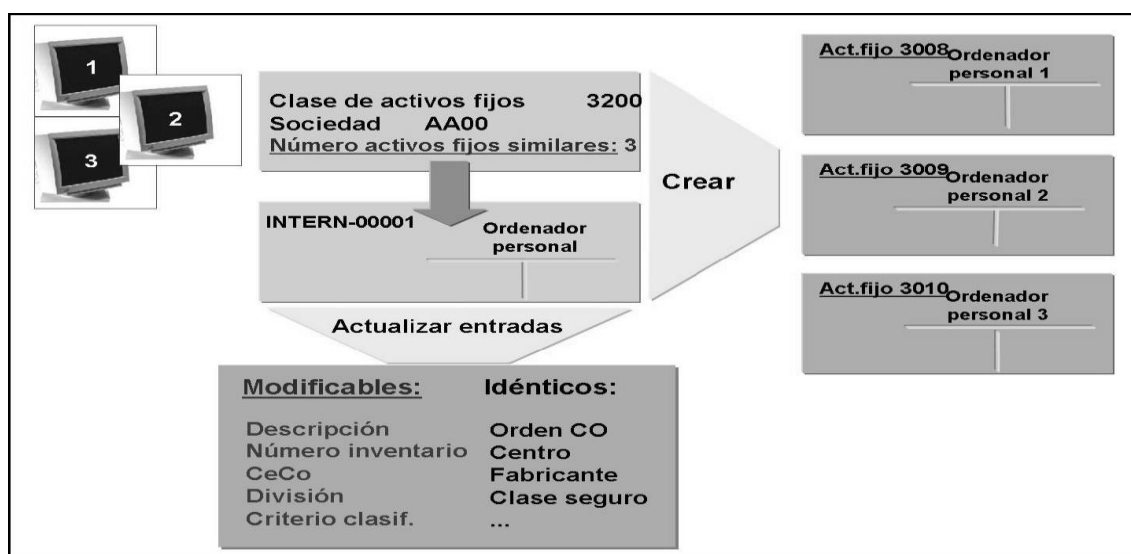 1
2
3
Clase de activos fijos 3200
Sociedad AA00
Número activos fijos similares: 3
INTERN-00001
Ordenador
personal
Crear
Actualizar entradas
Modificables: Idénticos:
Descripción Orden CO
Número inventario Centro
CeCo Fabricante
División Clase seguro
Criterio clasif. ...
Act.fijo 3008
Ordenador
personal 1
Act.fijo 3009
Ordenador
personal 2
Act.fijo 3010
Ordenador
personal 3